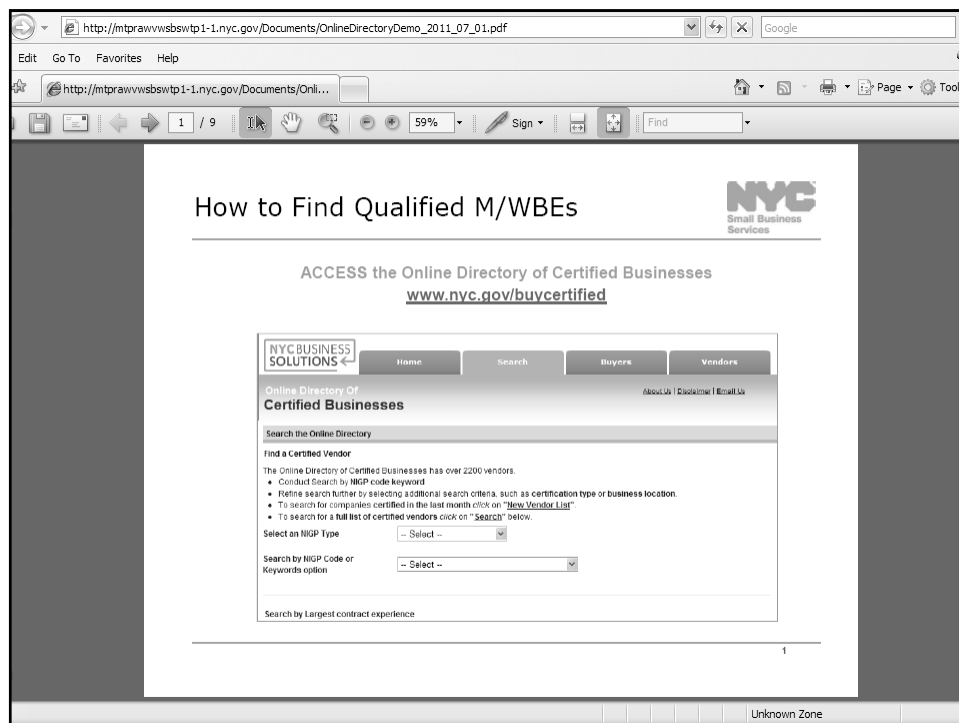 http://mtprawvwsbswtp1-1.nyc.gov/Documents/OnlineDirectoryDemo_2011_07_01.pdf
Google
Edit Go To Favorites Help
http://mtprawvwsbswtp1-1.nyc.gov/Documents/Onli...
Page
Tool
1 / 9
59%
Sign
Find
How to Find Qualified M/WBEs
NYC
Small Business
Services
ACCESS the Online Directory of Certified Businesses
www.nyc.gov/buycertified
NYC BUSINESS
SOLUTIONS
Home Search Buyers Vendors
Online Directory Of
Certified Businesses
About Us | Disclaimer | Email Us
Search the Online Directory
Find a Certified Vendor
The Online Directory of Certified Businesses has over 2200 vendors.
• Conduct Search by NIGP code keyword
• Refine search further by selecting additional search criteria, such as certification type or business location.
• To search for companies certified in the last month click on "New Vendor List".
• To search for a full list of certified vendors click on "Search" below.
Select an NIGP Type
-- Select --
Search by NIGP Code or
Keywords option
-- Select --
Search by Largest contract experience
1
Unknown Zone